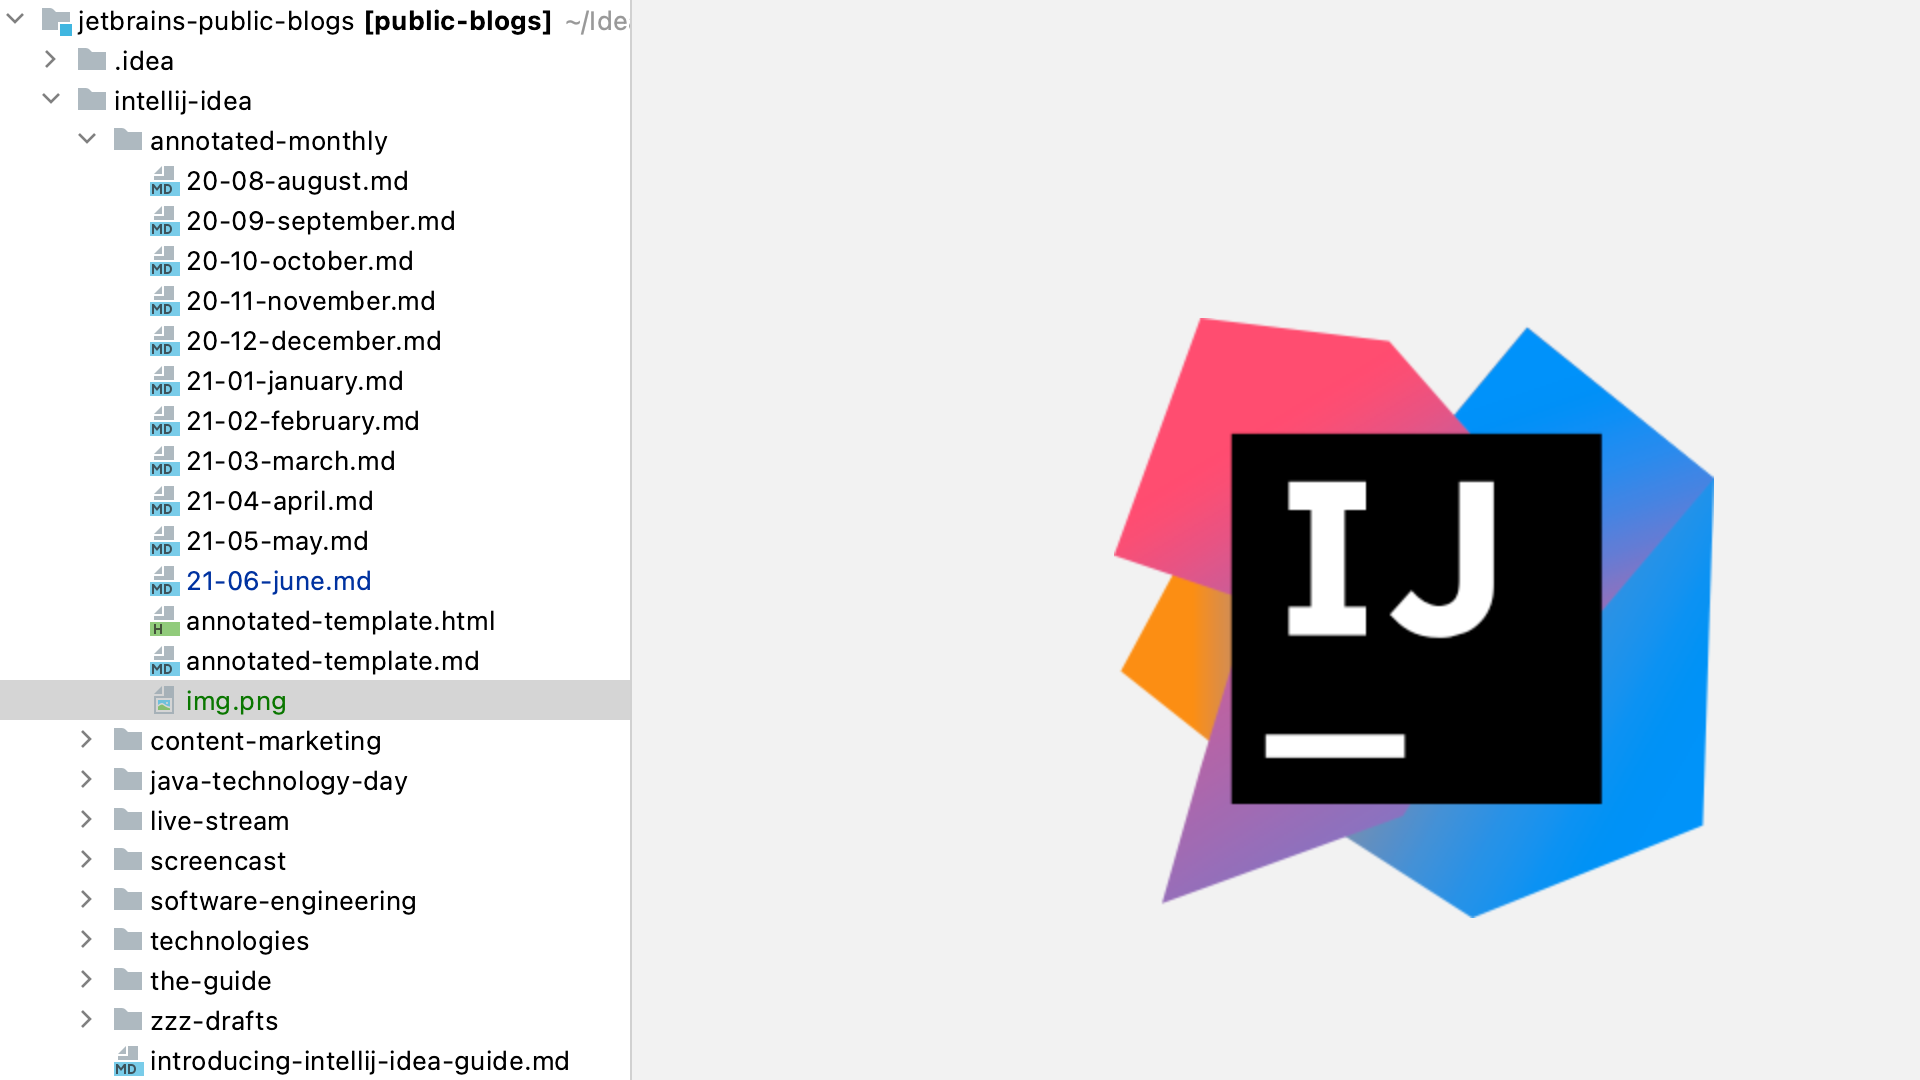 jetbrains-public-blogs [public-blogs] ~/Ide
.idea
intellij-idea
annotated-monthly
MD 20-08-august.md
MD 20-09-september.md
MD 20-10-october.md
MD 20-11-november.md
MD 20-12-december.md
MD 21-01-january.md
MD 21-02-february.md
MD 21-03-march.md
MD 21-04-april.md
MD 21-05-may.md
MD 21-06-june.md
H annotated-template.html
MD annotated-template.md
img.png
content-marketing
java-technology-day
live-stream
screencast
software-engineering
technologies
the-guide
zzz-drafts
MD introducing-intellij-idea-guide.md
IJ